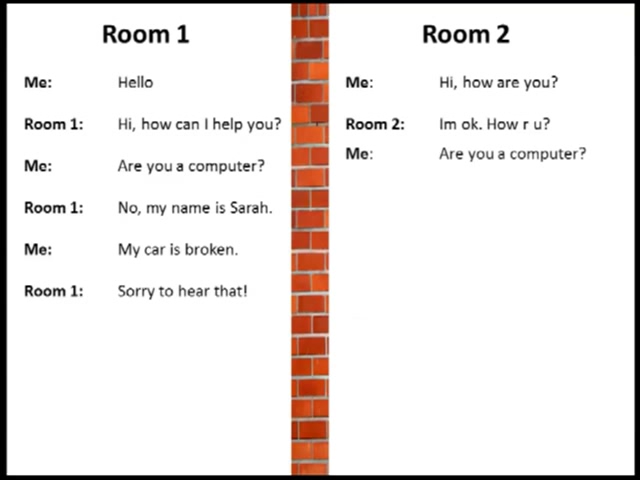 Room 1
Me: Hello
Room 1: Hi, how can I help you?
Me: Are you a computer?
Room 1: No, my name is Sarah.
Me: My car is broken.
Room 1: Sorry to hear that!
Room 2
Me: Hi, how are you?
Room 2: Im ok. How r u?
Me: Are you a computer?